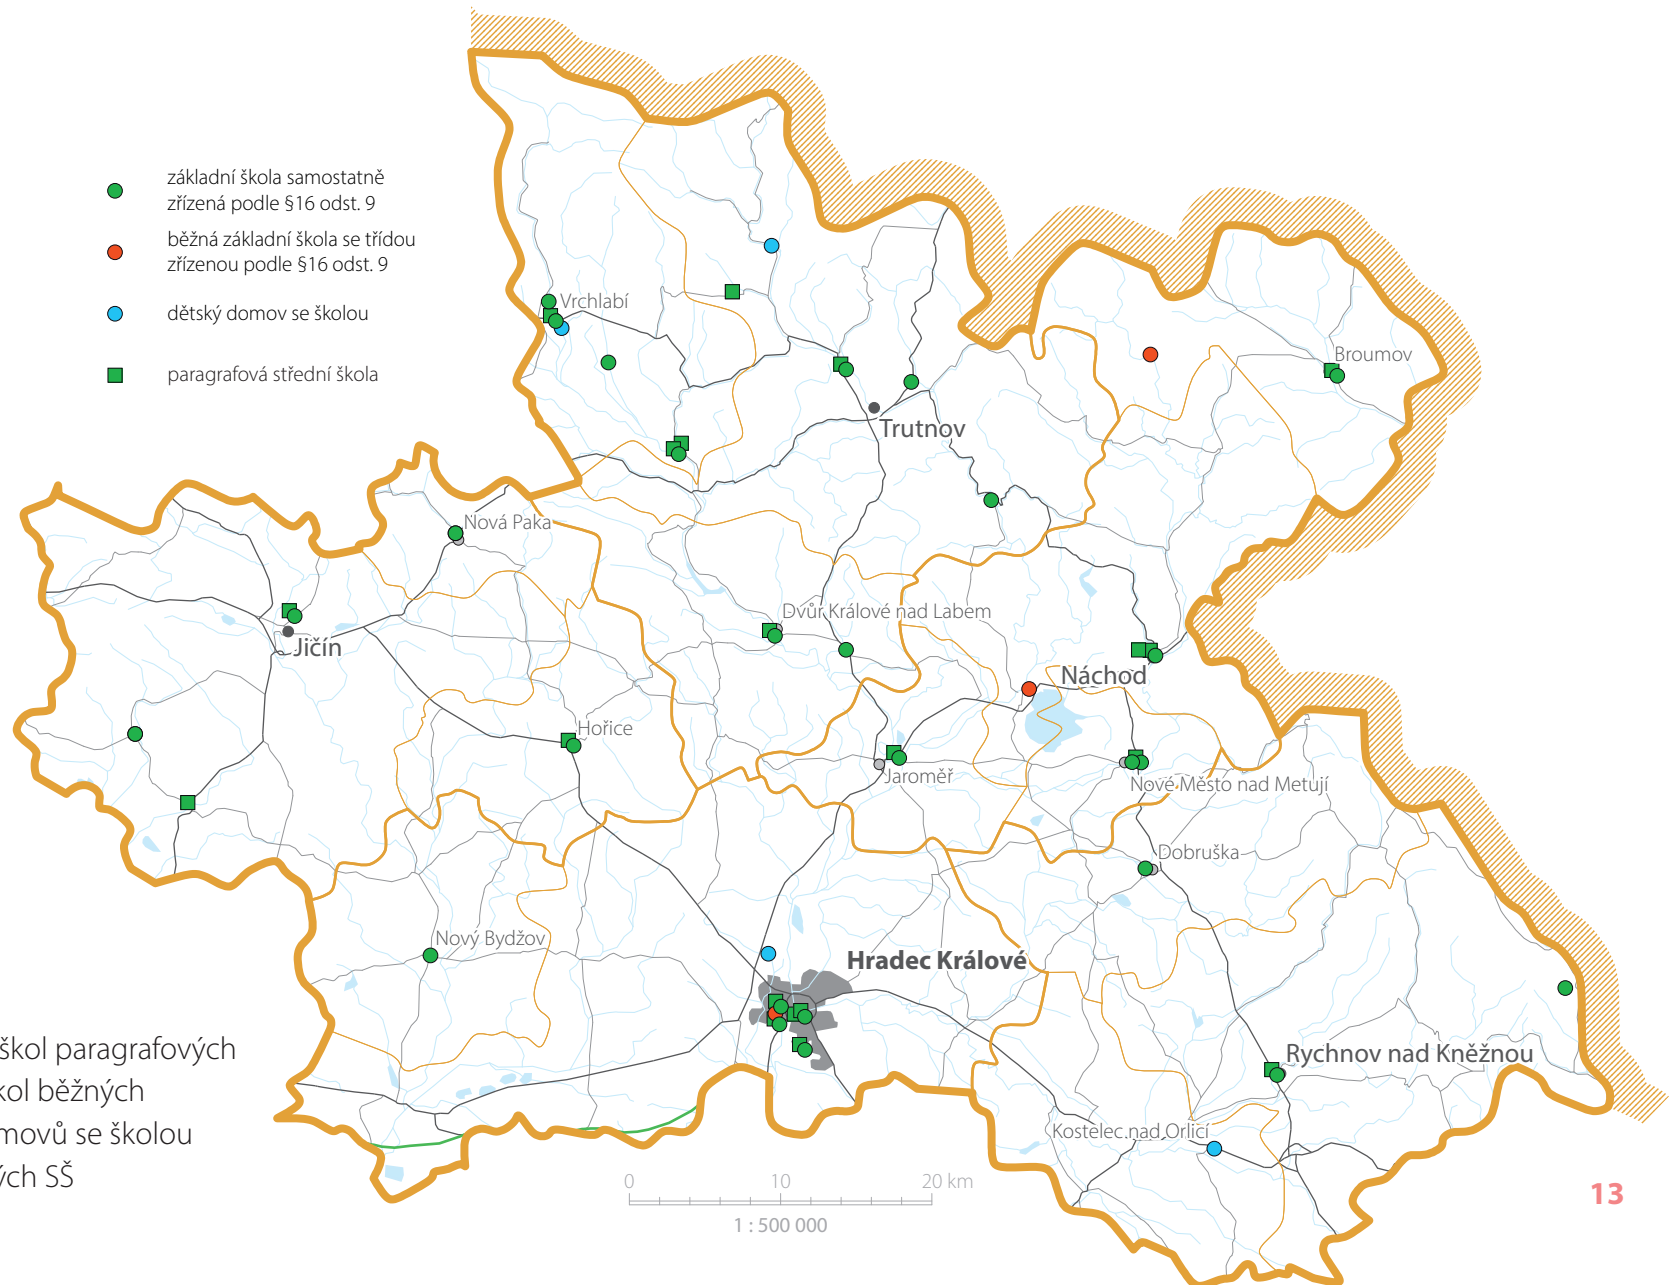 základní škola samostatně
zřízená podle §16 odst. 9
běžná základní škola se třídou
zřízenou podle §16 odst. 9
dětský domov se školou
paragrafová střední škola
Vrchlabí
Broumov
Trutnov
Nová Paka
Dvůr Králové nad Labem
Jičín
Náchod
Hořice
Jaroměř
Nové Město nad Metují
Dobruška
Nový Bydžov
Hradec Králové
Rychnov nad Kněžnou
Kostelec nad Orlicí
škol paragrafových
kol běžných
movů se školou
ých SŠ
0 10 20 km
1 : 500 000
13